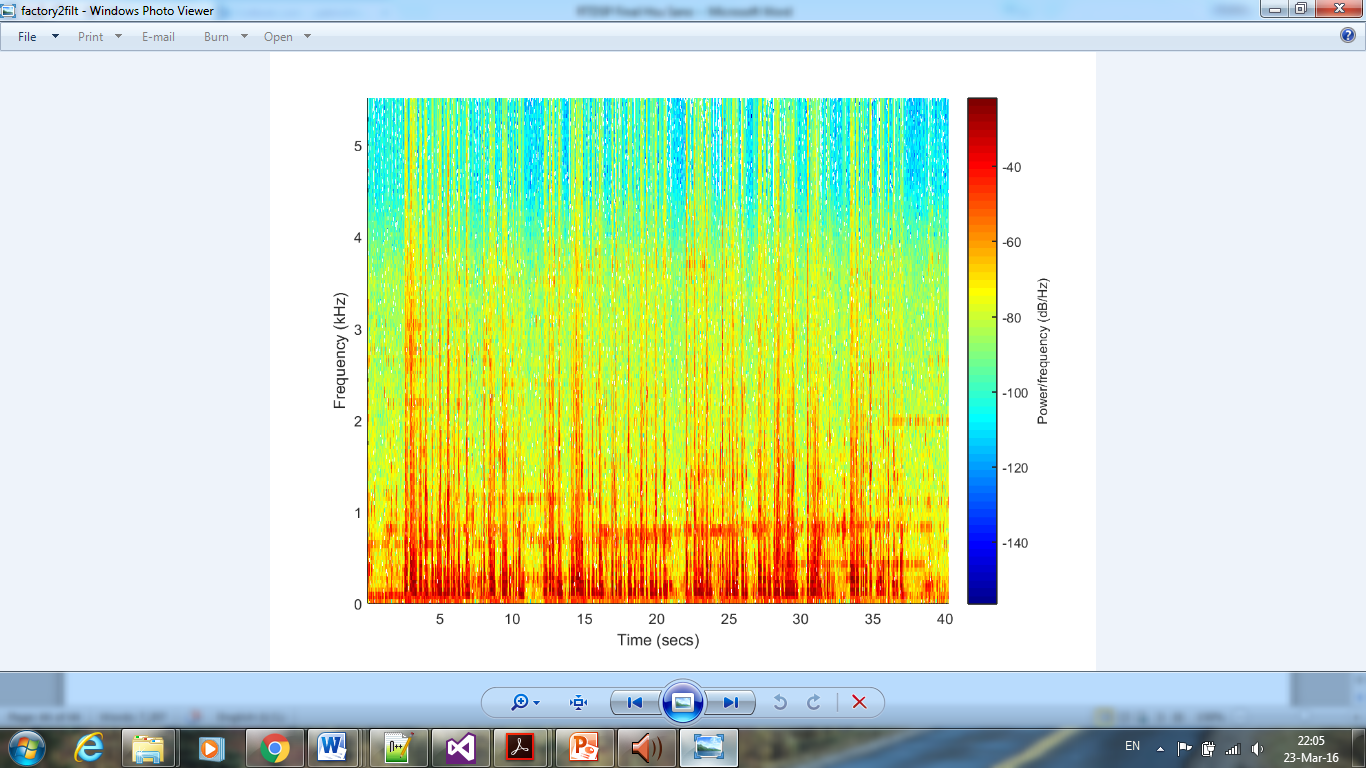 factory2filt - Windows Photo Viewer
File Print E-mail Burn Open
5
4
3
2
1
0
Frequency (kHz)
5 10 15 20 25 30 35 40
Time (secs)
-40
-60
-80
-100
-120
-140
Power/frequency (dB/Hz)
EN
22:05
23-Mar-16